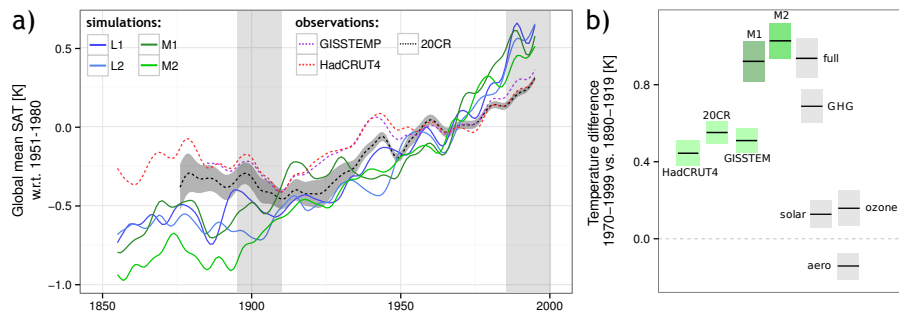 a)
simulations:
L1
M1
L2
M2
observations:
GISSTEMP
20CR
HadCRUT4
Global mean SAT [K]
w.r.t. 1951-1980
0.5
0.0
−0.5
−1.0
1850
1900
1950
2000
b)
Temperature difference
1970−1999 vs. 1890−1919 [K]
0.8
0.4
0.0
M2
M1
full
GHG
20CR
HadCRUT4
GISSTEM
solar
ozone
aero